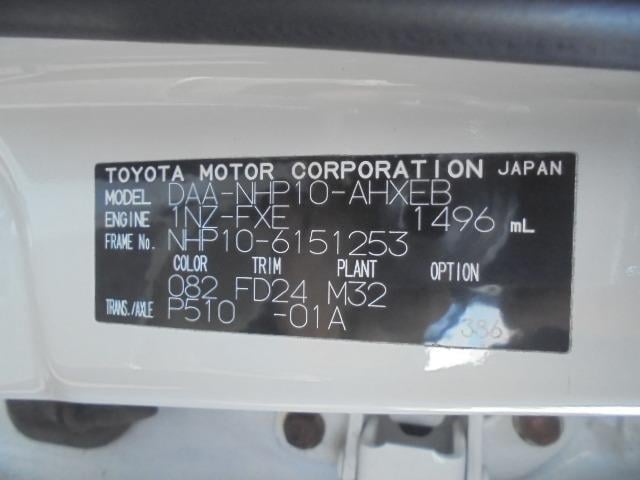 TOYOTA MOTOR CORPORATION JAPAN
MODEL DAA-NHP10-AHXEB
ENGINE 1NZ-FXE 1496 mL
FRAME No. NHP10-6151253
COLOR TRIM PLANT OPTION
082 FD24 M32
TRANS./AXLE P510 -01A
386